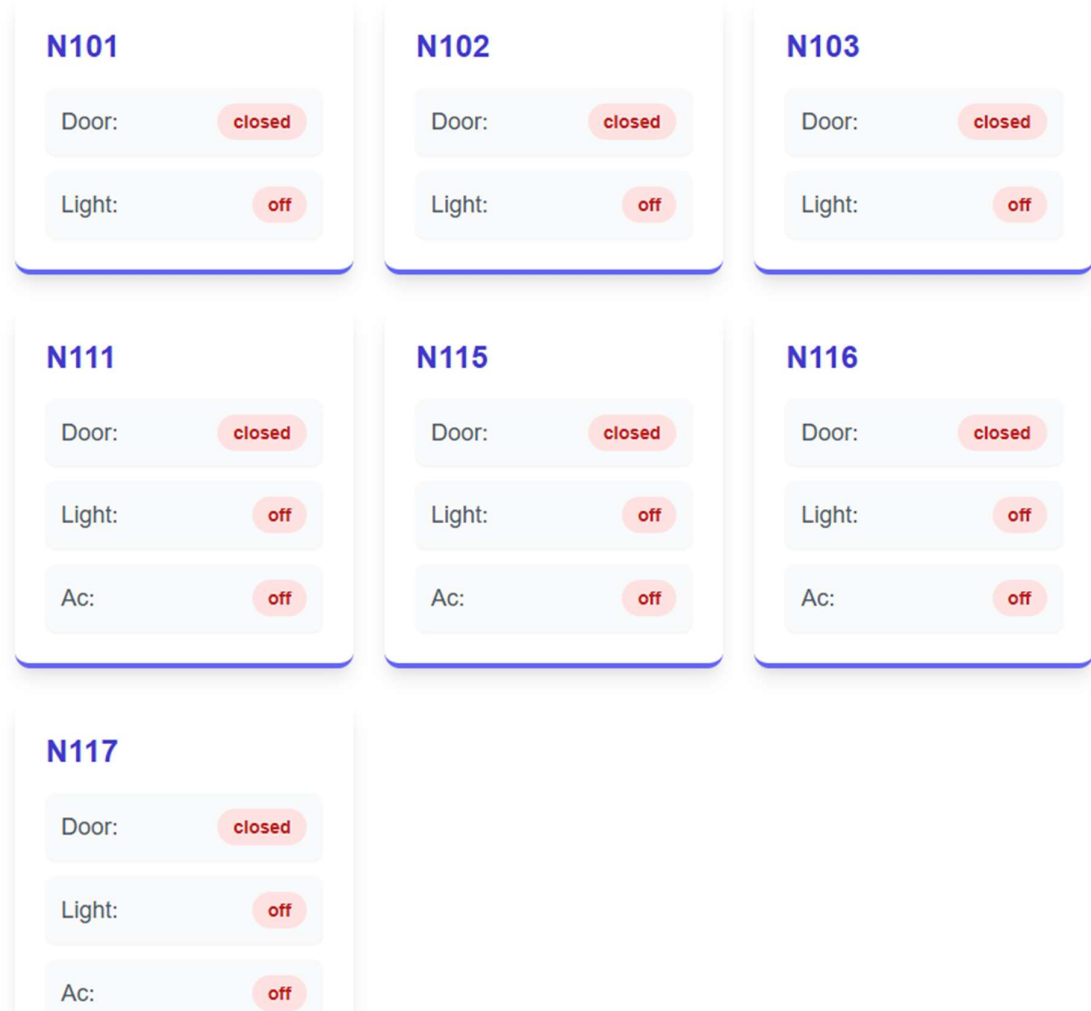 N101
Door: closed
Light: off
N102
Door: closed
Light: off
N103
Door: closed
Light: off
N111
Door: closed
Light: off
Ac: off
N115
Door: closed
Light: off
Ac: off
N116
Door: closed
Light: off
Ac: off
N117
Door: closed
Light: off
Ac: off